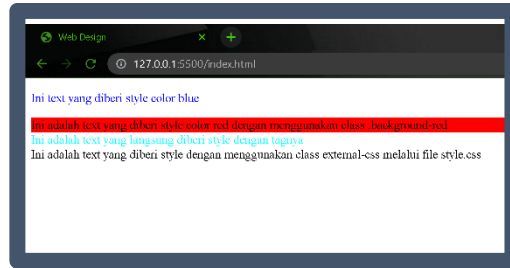 Web Design
127.0.0.1:5500/index.html
Ini text yang diberi style color blue
Ini adalah text yang diberi style color red dengan menggunakan class .background-red
Ini adalah text yang langsung diberi style dengan tagnya
Ini adalah text yang diberi style dengan menggunakan class external-css melalui file style.css